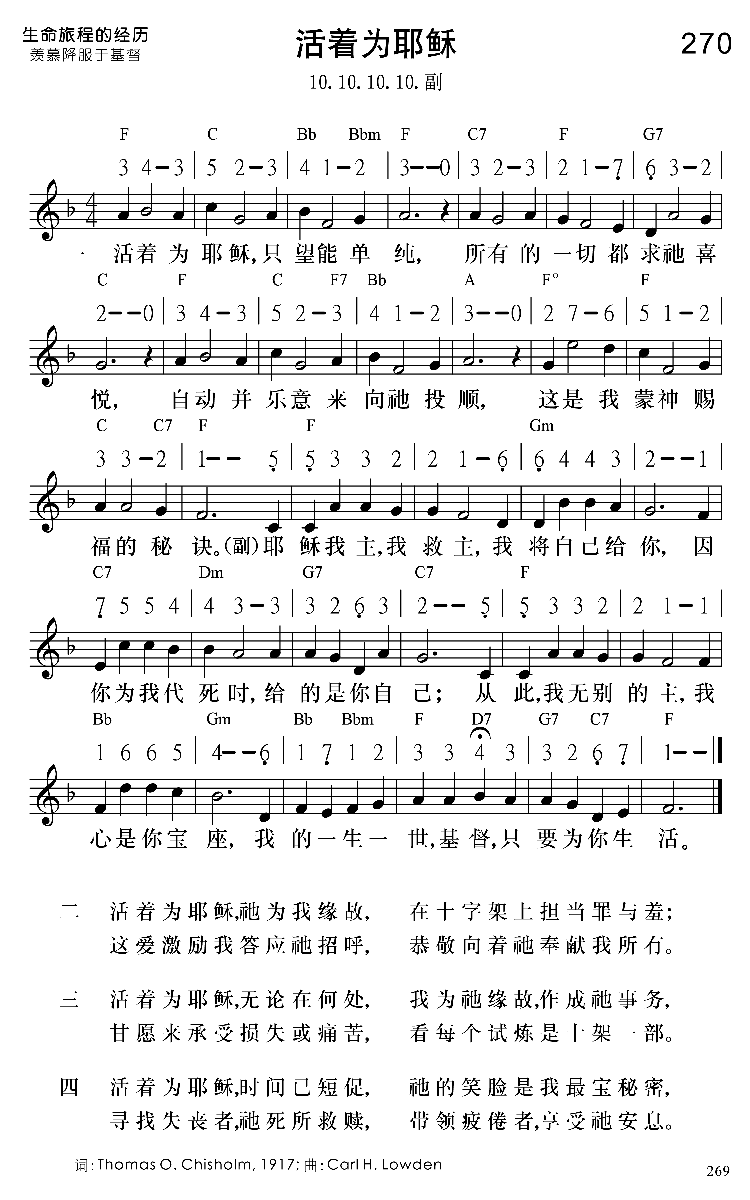 生命旅程的经历
羡慕降服于基督
活着为耶稣
270
10. 10. 10. 10. 副
F C Bb Bbm F C7 F G7
3 4–3 | 5 2–3 | 4 1–2 | 3––0 | 3 2–3 | 2 1–7 | 6 3–2 |
4
4
活着为耶稣,只望能单纯, 所有的一切都求祂喜
C F C F7 Bb A F° F
2––0 | 3 4–3 | 5 2–3 | 4 1–2 | 3––0 | 2 7–6 | 5 1–2 |
悦, 自动并乐意来向祂投顺, 这是我蒙神赐
C C7 F F Gm
3 3–2 | 1–– 5 | 5 3 3 2 | 2 1–6 | 6 4 4 3 | 2––1 |
福的秘诀。(副)耶稣我主,我救主,我将自己给你,因
C7 Dm G7 C7 F
7 5 5 4 | 4 3–3 | 3 2 6 3 | 2–– 5 | 5 3 3 2 | 2 1–1 |
你为我代死时,给的是你自己; 从此,我无别的主,我
Bb Gm Bb Bbm F D7 G7 C7 F
1 6 6 5 | 4––6 | 1 7 1 2 | 3 3 4 3 | 3 2 6 7 | 1––||
心是你宝座,我的一生一世,基督,只要为你生活。
二 活着为耶稣,祂为我缘故, 在十字架上担当罪与羞;
这爱激励我答应祂招呼, 恭敬向着祂奉献我所有。
三 活着为耶稣,无论在何处, 我为祂缘故,作成祂事务,
甘愿来承受损失或痛苦, 看每个试炼是十架一部。
四 活着为耶稣,时间已短促, 祂的笑脸是我最宝秘密,
寻找失丧者,祂死所救赎, 带领疲倦者,享受祂安息。
词: Thomas O. Chisholm, 1917; 曲: Carl H. Lowden
269